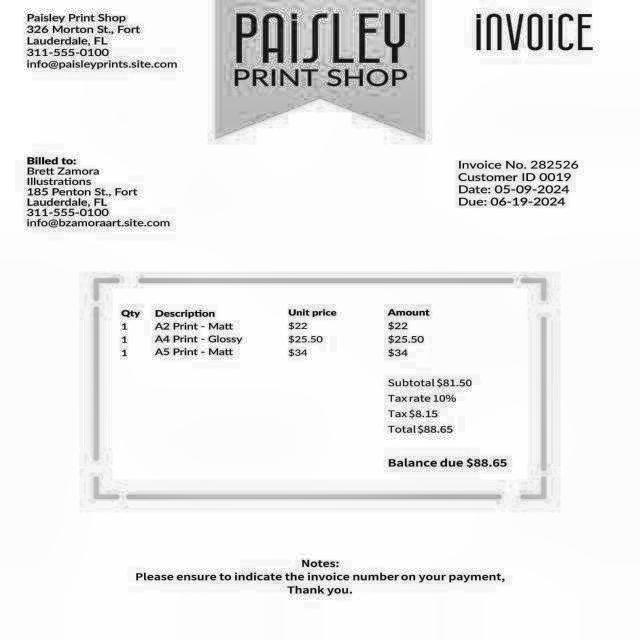 Paisley Print Shop
326 Morton St., Fort
Lauderdale, FL
311-555-0100
info@paisleyprints.site.com
PAiSLEY
PRINT SHOP
iNVOiCE
Billed to:
Brett Zamora
Illustrations
185 Penton St., Fort
Lauderdale, FL
311-555-0100
info@bzamoraart.site.com
Invoice No. 282526
Customer ID 0019
Date: 05-09-2024
Due: 06-19-2024
Qty Description Unit price Amount
1 A2 Print - Matt $22 $22
1 A4 Print - Glossy $25.50 $25.50
1 A5 Print - Matt $34 $34
Subtotal $81.50
Tax rate 10%
Tax $8.15
Total $88.65
Balance due $88.65
Notes:
Please ensure to indicate the invoice number on your payment,
Thank you.